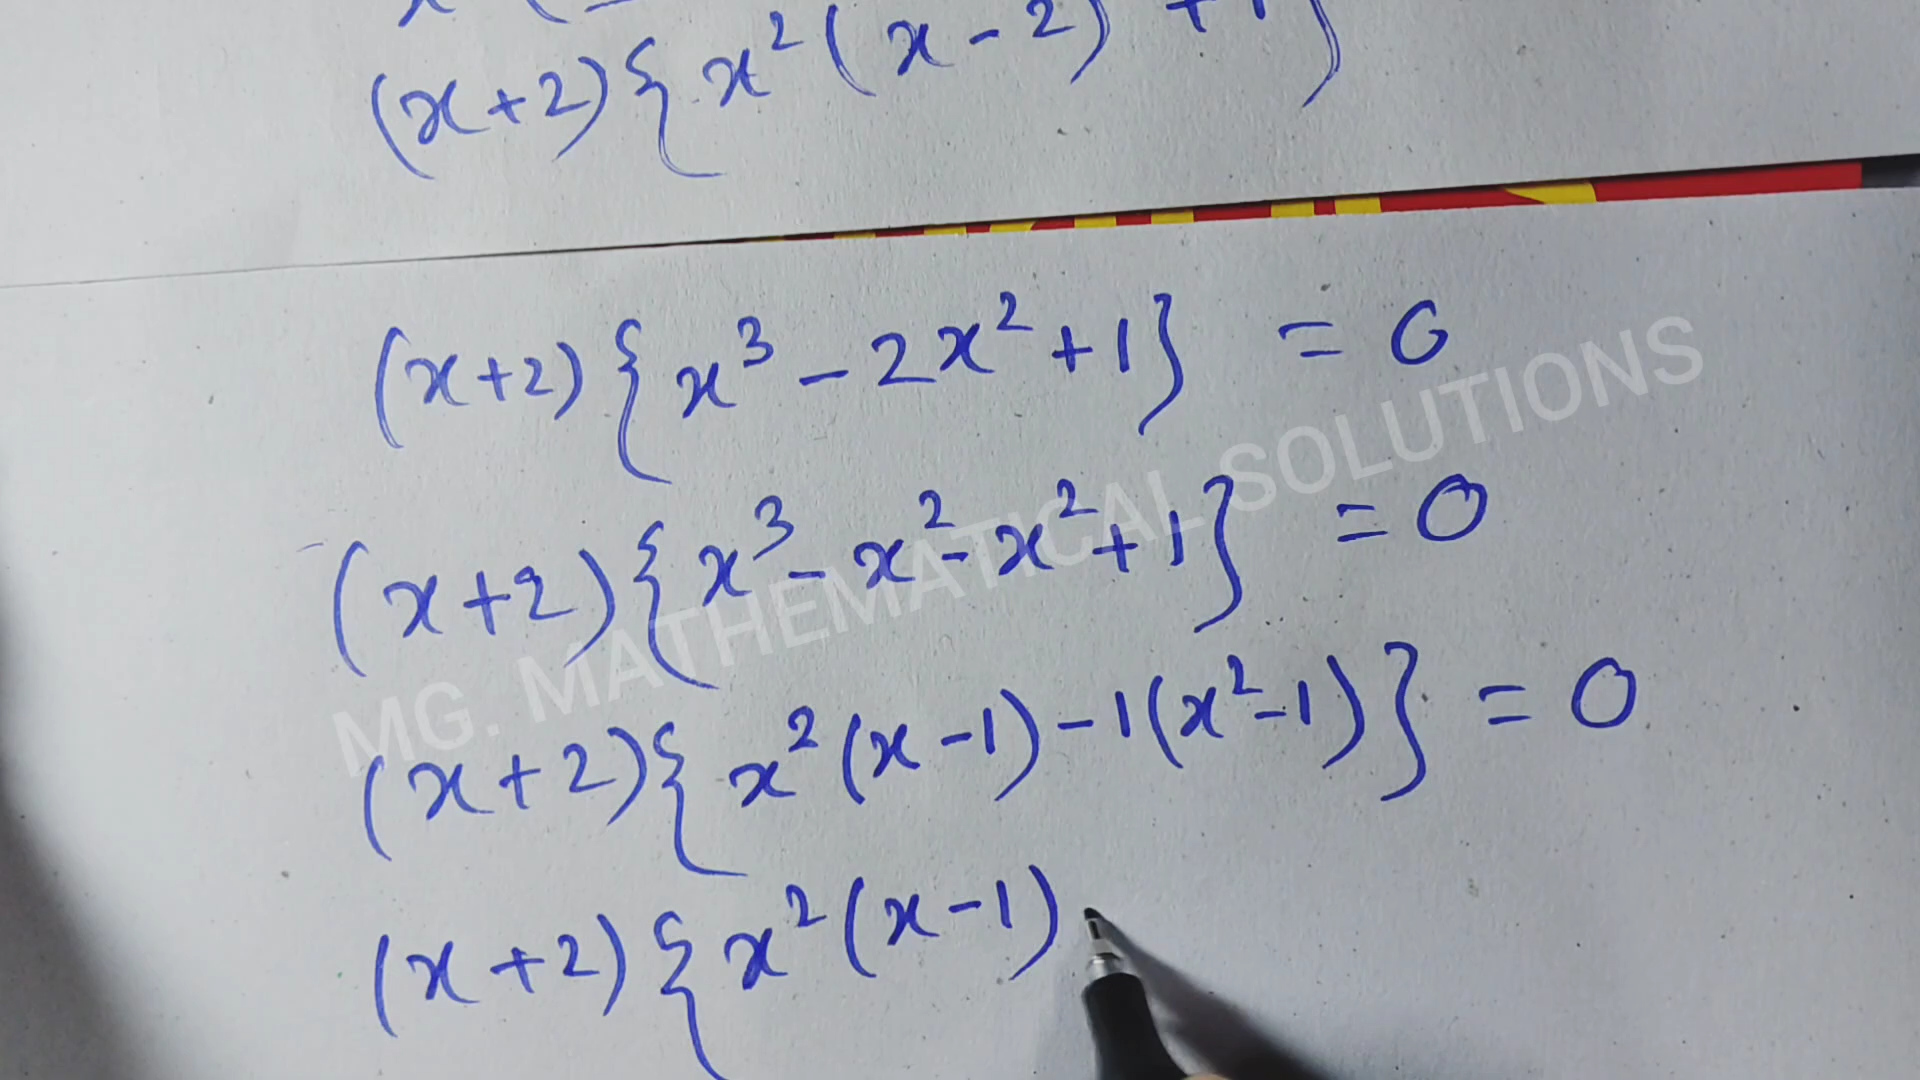 (x+2){x²(x-2)+1}
(x+2){x³-2x²+1} = 0
(x+2){x³-x²-x²+1} = 0
(x+2){x²(x-1)-1(x²-1)} = 0
(x+2){x²(x-1)
MG. MATHEMATICAL SOLUTIONS